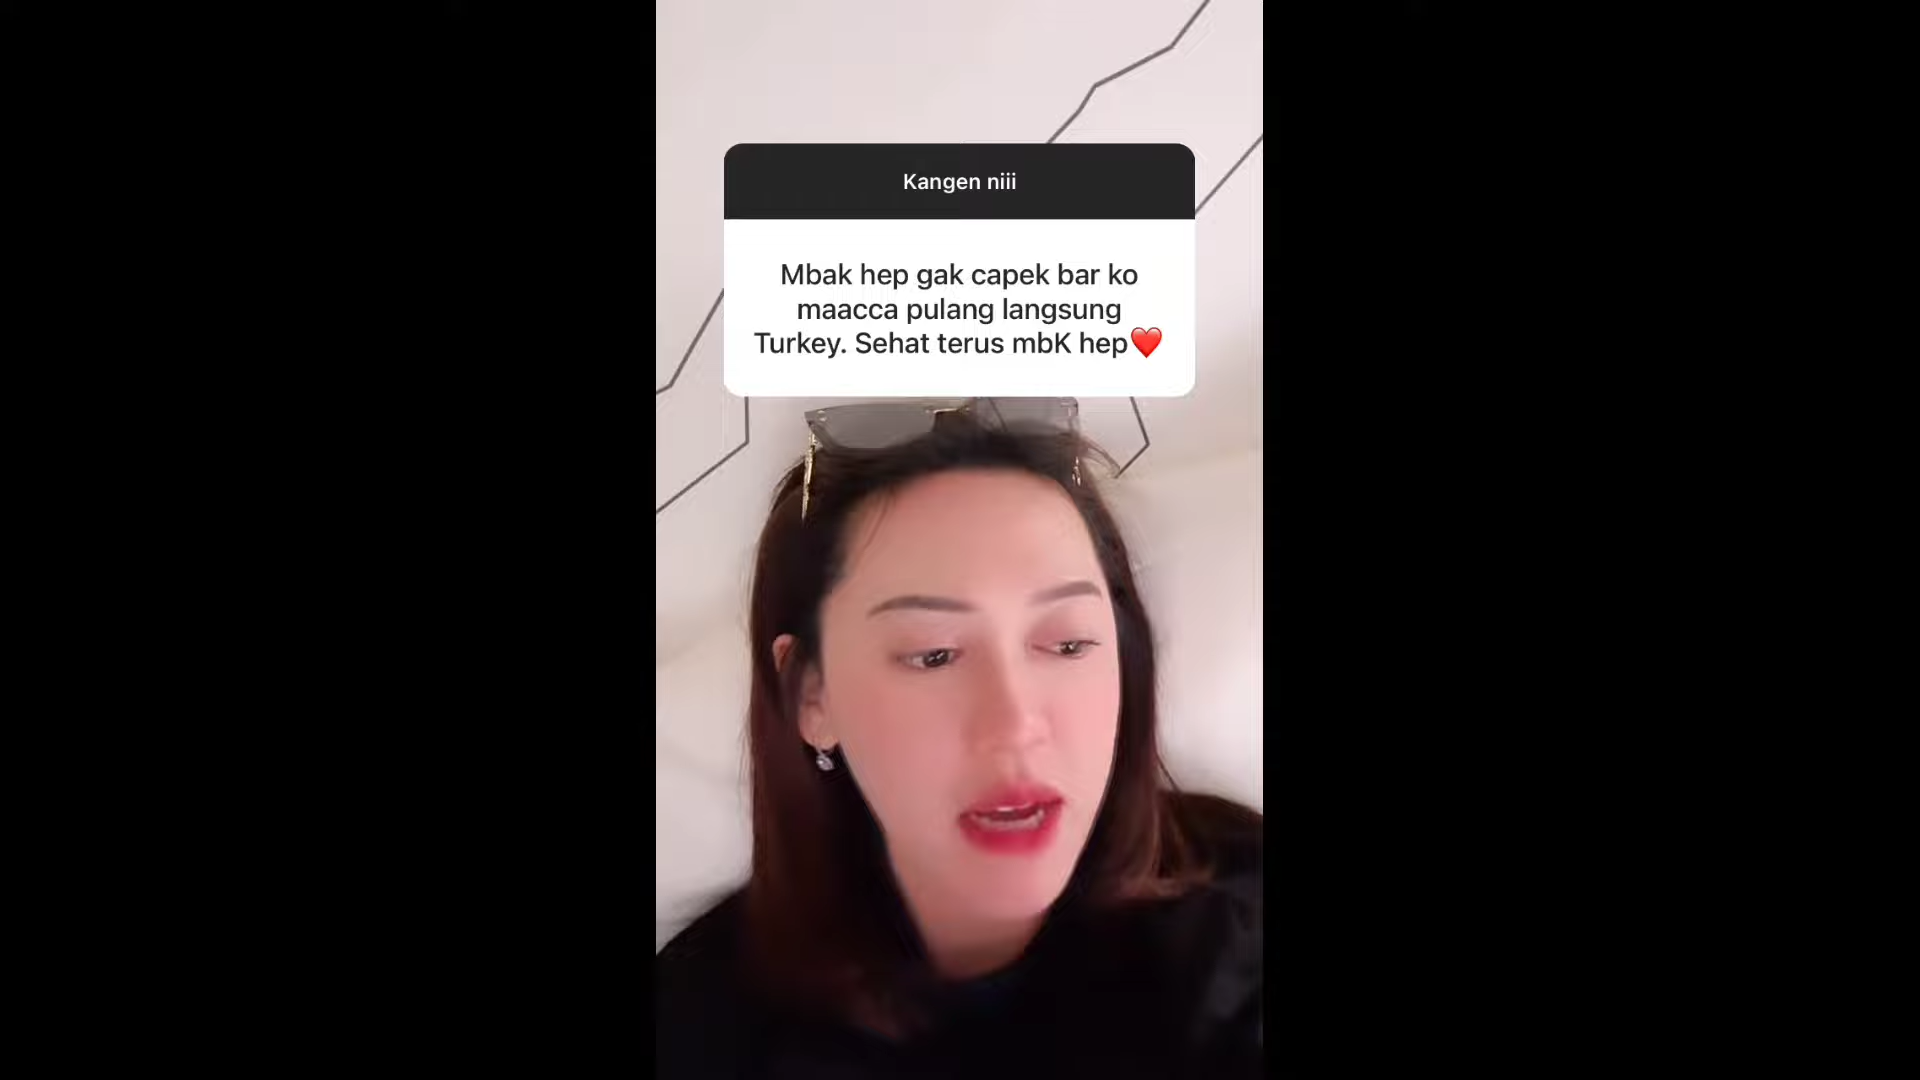 Kangen niii
Mbak hep gak capek bar ko
maacca pulang langsung
Turkey. Sehat terus mbK hep❤️